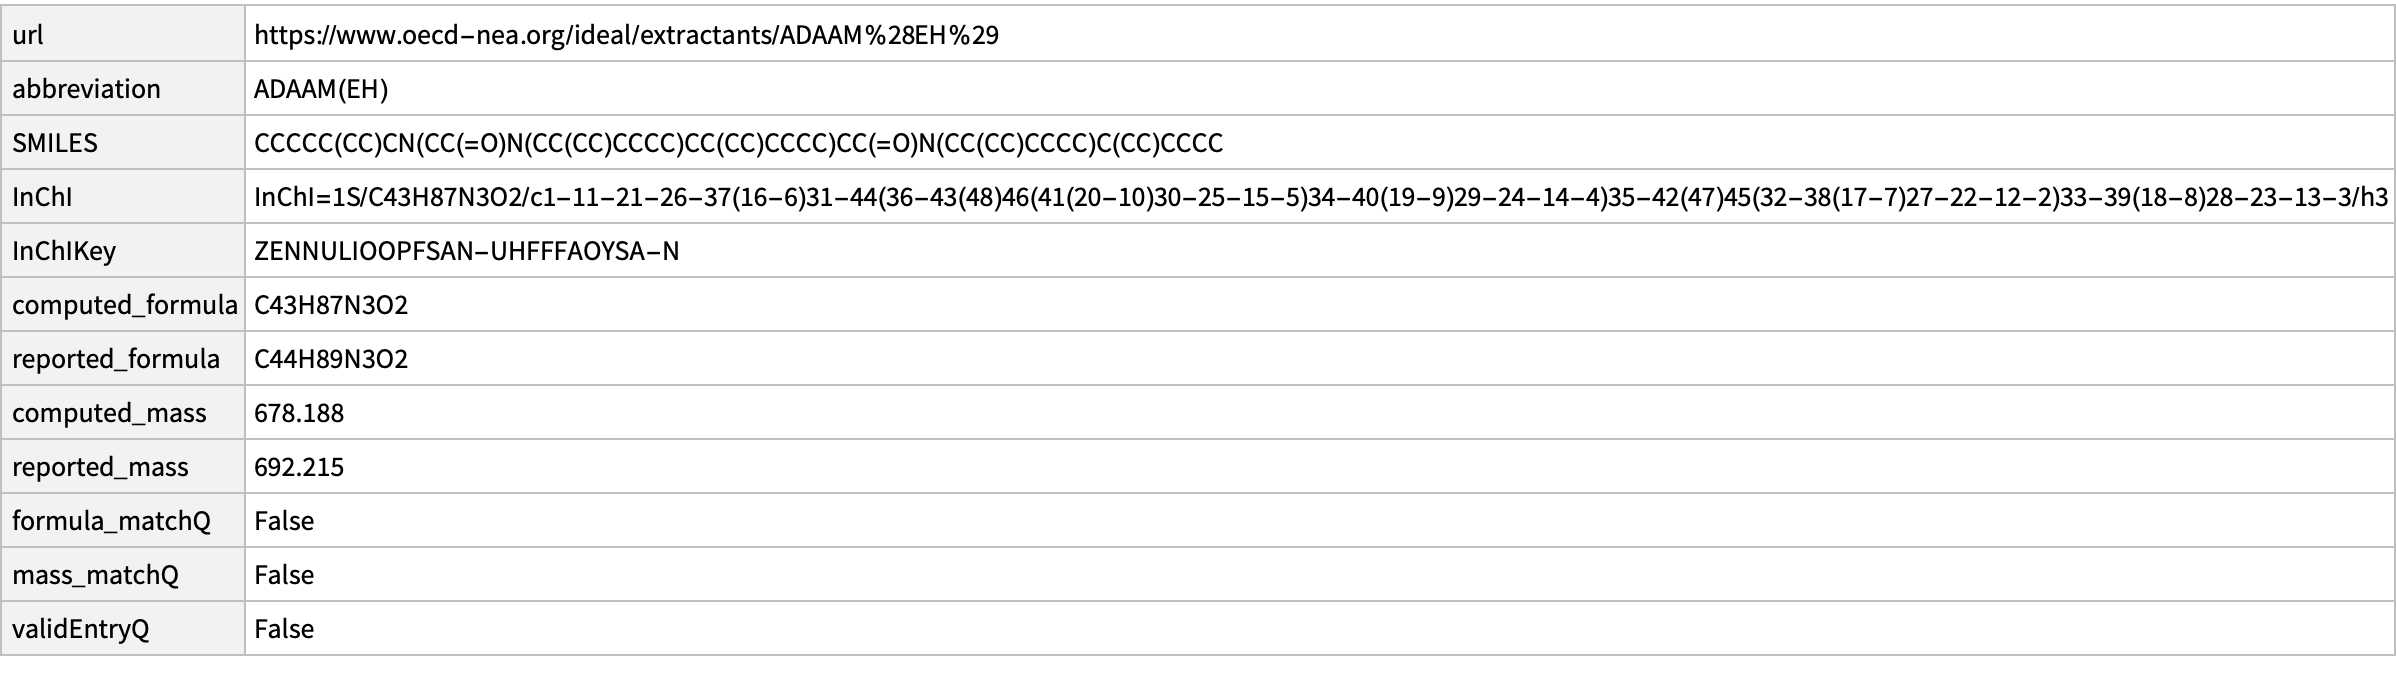 url https://www.oecd-nea.org/ideal/extractants/ADAAM%28EH%29
abbreviation ADAAM(EH)
SMILES CCCCC(CC)CN(CC(=O)N(CC(CC)CCCC)CC(CC)CCCC)CC(=O)N(CC(CC)CCCC)C(CC)CCCC
InChI InChI=1S/C43H87N3O2/c1-11-21-26-37(16-6)31-44(36-43(48)46(41(20-10)30-25-15-5)34-40(19-9)29-24-14-4)35-42(47)45(32-38(17-7)27-22-12-2)33-39(18-8)28-23-13-3/h3
InChIKey ZENNULIOOPFSAN-UHFFFAOYSA-N
computed_formula C43H87N3O2
reported_formula C44H89N3O2
computed_mass 678.188
reported_mass 692.215
formula_matchQ False
mass_matchQ False
validEntryQ False